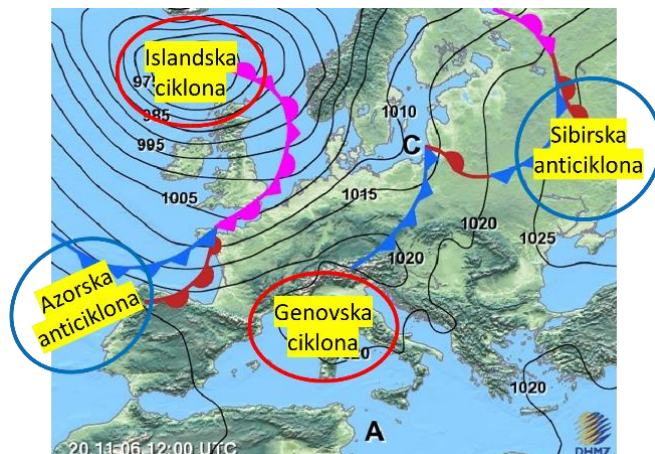 Islandska
ciklona
97
985
995
1005
1010
C
1015
Sibirska
anticiklona
1020
1025
1020
Azorska
anticiklona
Genovska
ciklona
1020
A
20.11.06 12:00 UTC
DHMZ